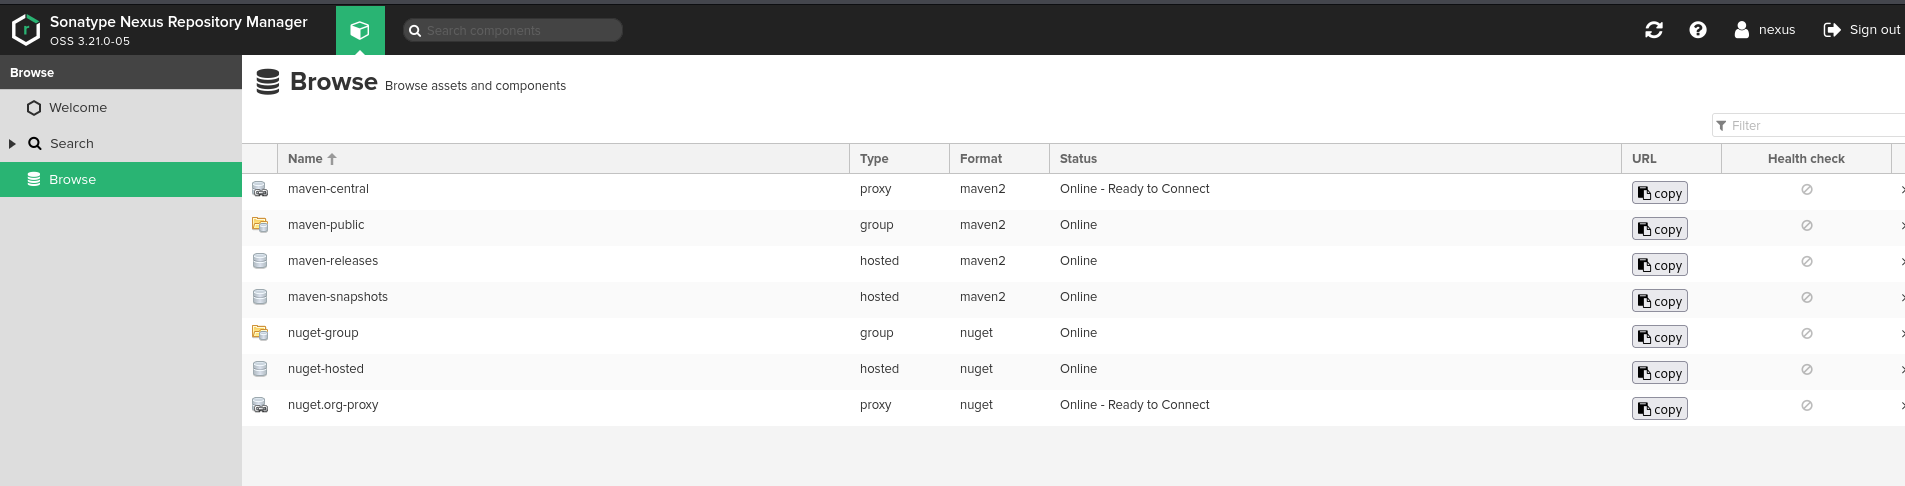 Sonatype Nexus Repository Manager
OSS 3.21.0-05
Search components
nexus
Sign out
Browse
Welcome
Search
Browse
Browse Browse assets and components
Filter
Name Type Format Status URL Health check
maven-central proxy maven2 Online - Ready to Connect copy
maven-public group maven2 Online copy
maven-releases hosted maven2 Online copy
maven-snapshots hosted maven2 Online copy
nuget-group group nuget Online copy
nuget-hosted hosted nuget Online copy
nuget.org-proxy proxy nuget Online - Ready to Connect copy